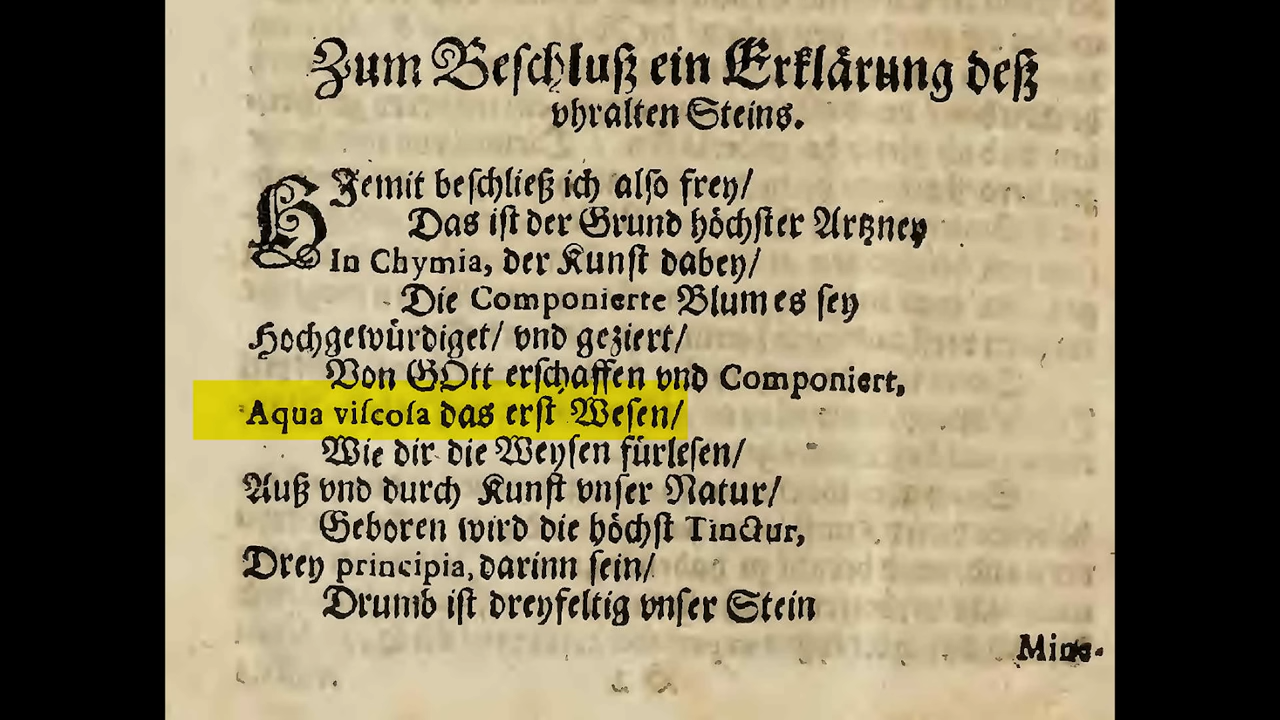 Zum Beſchluß ein Erklärung deß
vhralten Steins.
HJemit beſchließ ich alſo frey/
Das iſt der Grund höchſter Artzney
In Chymia, der Kunſt dabey/
Die Componierte Blum es ſey
Hochgewürdiget/ vnd geziert/
Von GOtt erſchaffen vnd Componiert,
Aqua viſcoſa das erſt Weſen/
Wie dir die Weyſen fürleſen/
Auß vnd durch Kunſt vnſer Natur/
Geboren wird die höchſt Tinctur,
Drey principia, darinn ſein/
Drumb iſt dreyfeltig vnſer Stein